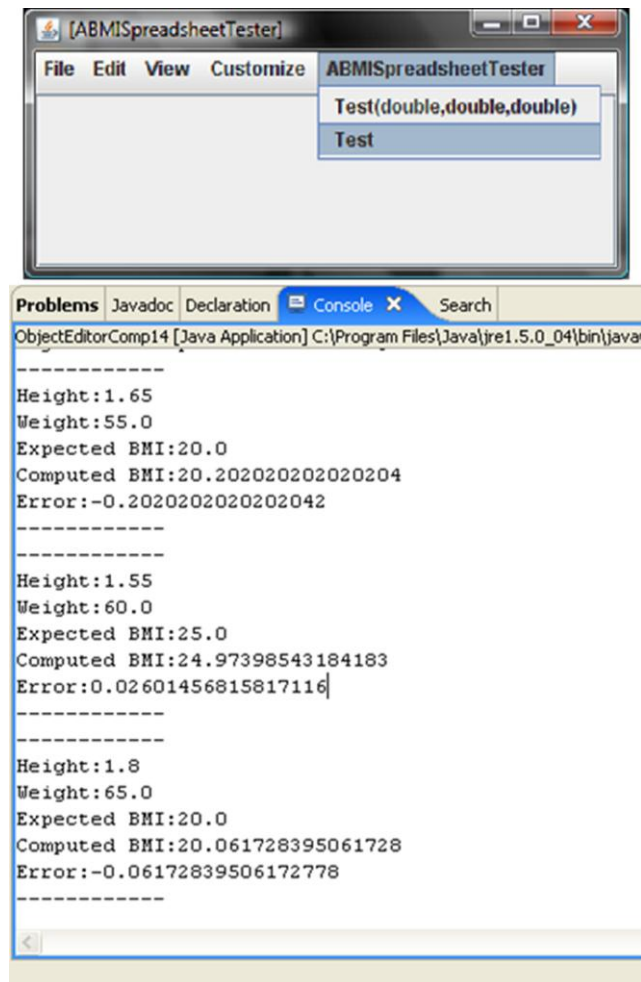 [ABMISpreadsheetTester]
File Edit View Customize ABMISpreadsheetTester
Test(double,double,double)
Test
Problems Javadoc Declaration Console Search
ObjectEditorComp14 [Java Application] C:\Program Files\Java\jre1.5.0_04\bin\java
------------
Height:1.65
Weight:55.0
Expected BMI:20.0
Computed BMI:20.202020202020204
Error:-0.2020202020202042
------------
------------
Height:1.55
Weight:60.0
Expected BMI:25.0
Computed BMI:24.97398543184183
Error:0.02601456815817116
------------
------------
Height:1.8
Weight:65.0
Expected BMI:20.0
Computed BMI:20.061728395061728
Error:-0.06172839506172778
------------